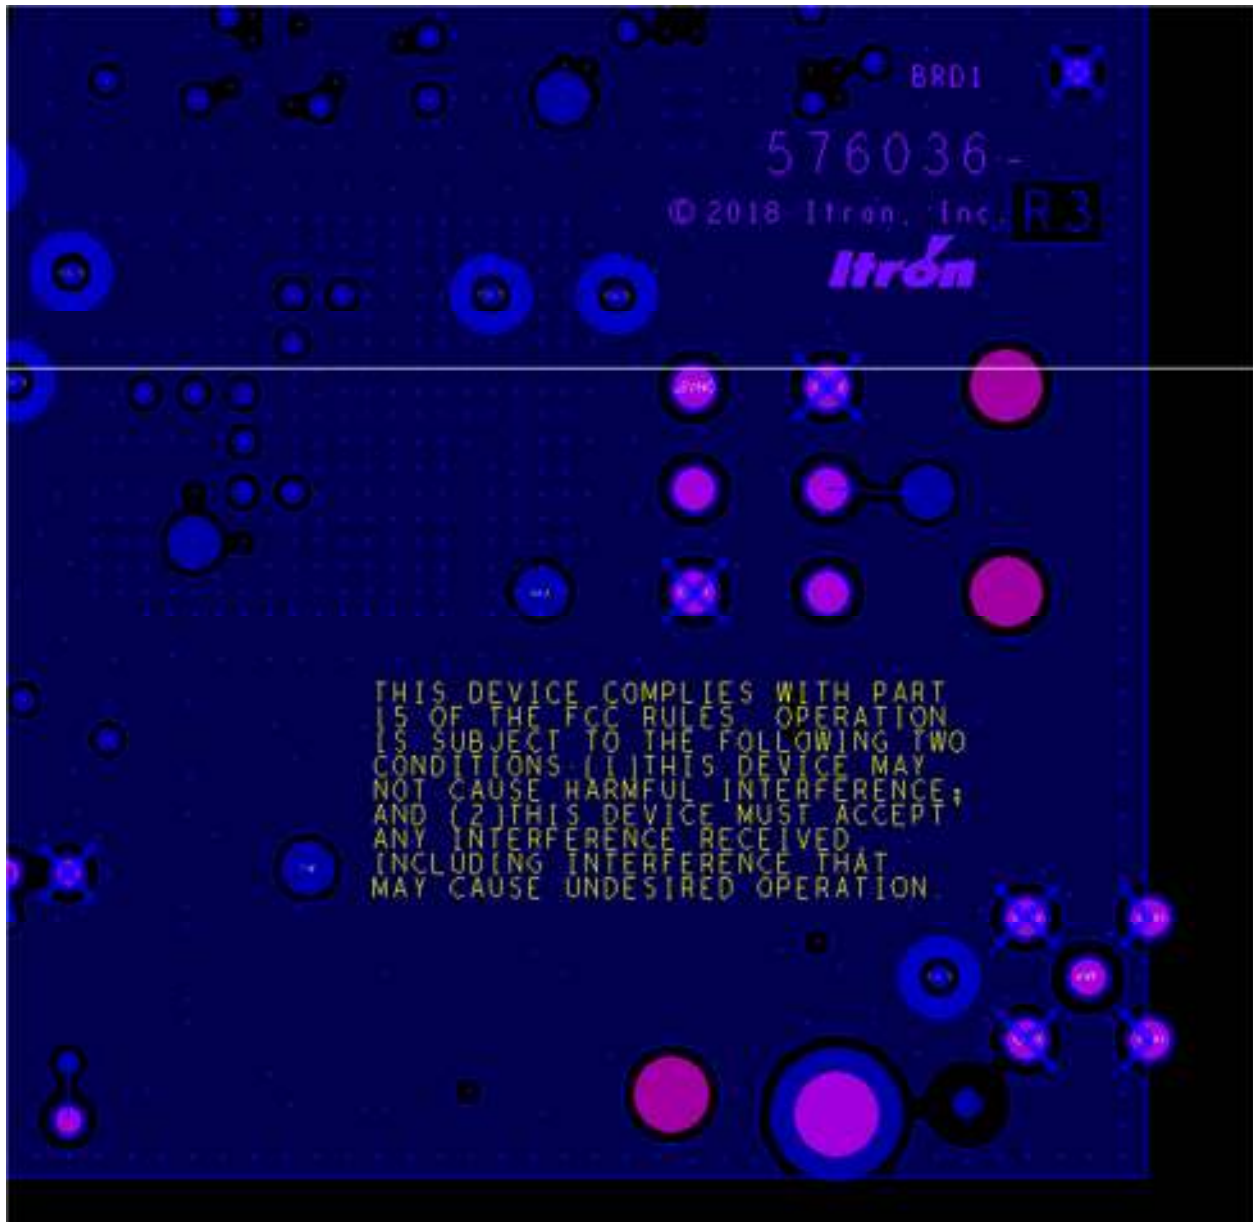 BRD1
576036-
© 2018 Itron, Inc.
R3
Itron
THIS DEVICE COMPLIES WITH PART
15 OF THE FCC RULES. OPERATION
IS SUBJECT TO THE FOLLOWING TWO
CONDITIONS (1)THIS DEVICE MAY
NOT CAUSE HARMFUL INTERFERENCE;
AND (2)THIS DEVICE MUST ACCEPT
ANY INTERFERENCE RECEIVED,
INCLUDING INTERFERENCE THAT
MAY CAUSE UNDESIRED OPERATION.